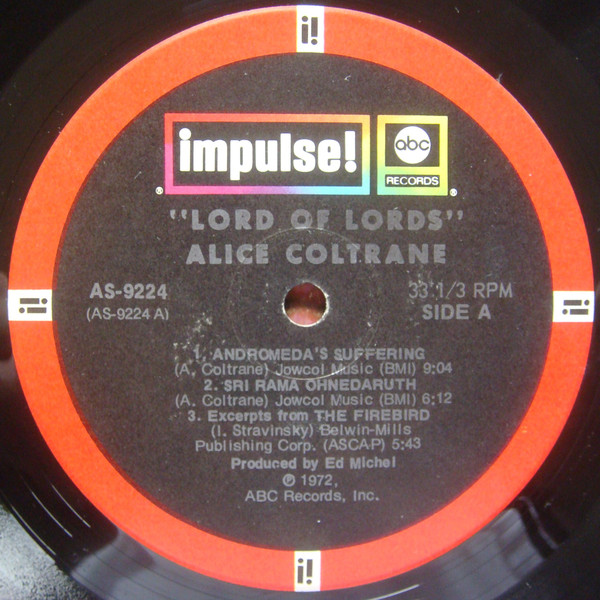 i!
impulse!
abc
RECORDS
® ®
"LORD OF LORDS"
ALICE COLTRANE
AS-9224 33 1/3 RPM
(AS-9224 A) SIDE A
i! i!
1. ANDROMEDA'S SUFFERING
(A. Coltrane) Jowcol Music (BMI) 9:04
2. SRI RAMA OHNEDARUTH
(A. Coltrane) Jowcol Music (BMI) 6:12
3. Excerpts from THE FIREBIRD
(I. Stravinsky) Belwin-Mills
Publishing Corp. (ASCAP) 5:43
Produced by Ed Michel
℗ 1972,
ABC Records, Inc.
i!